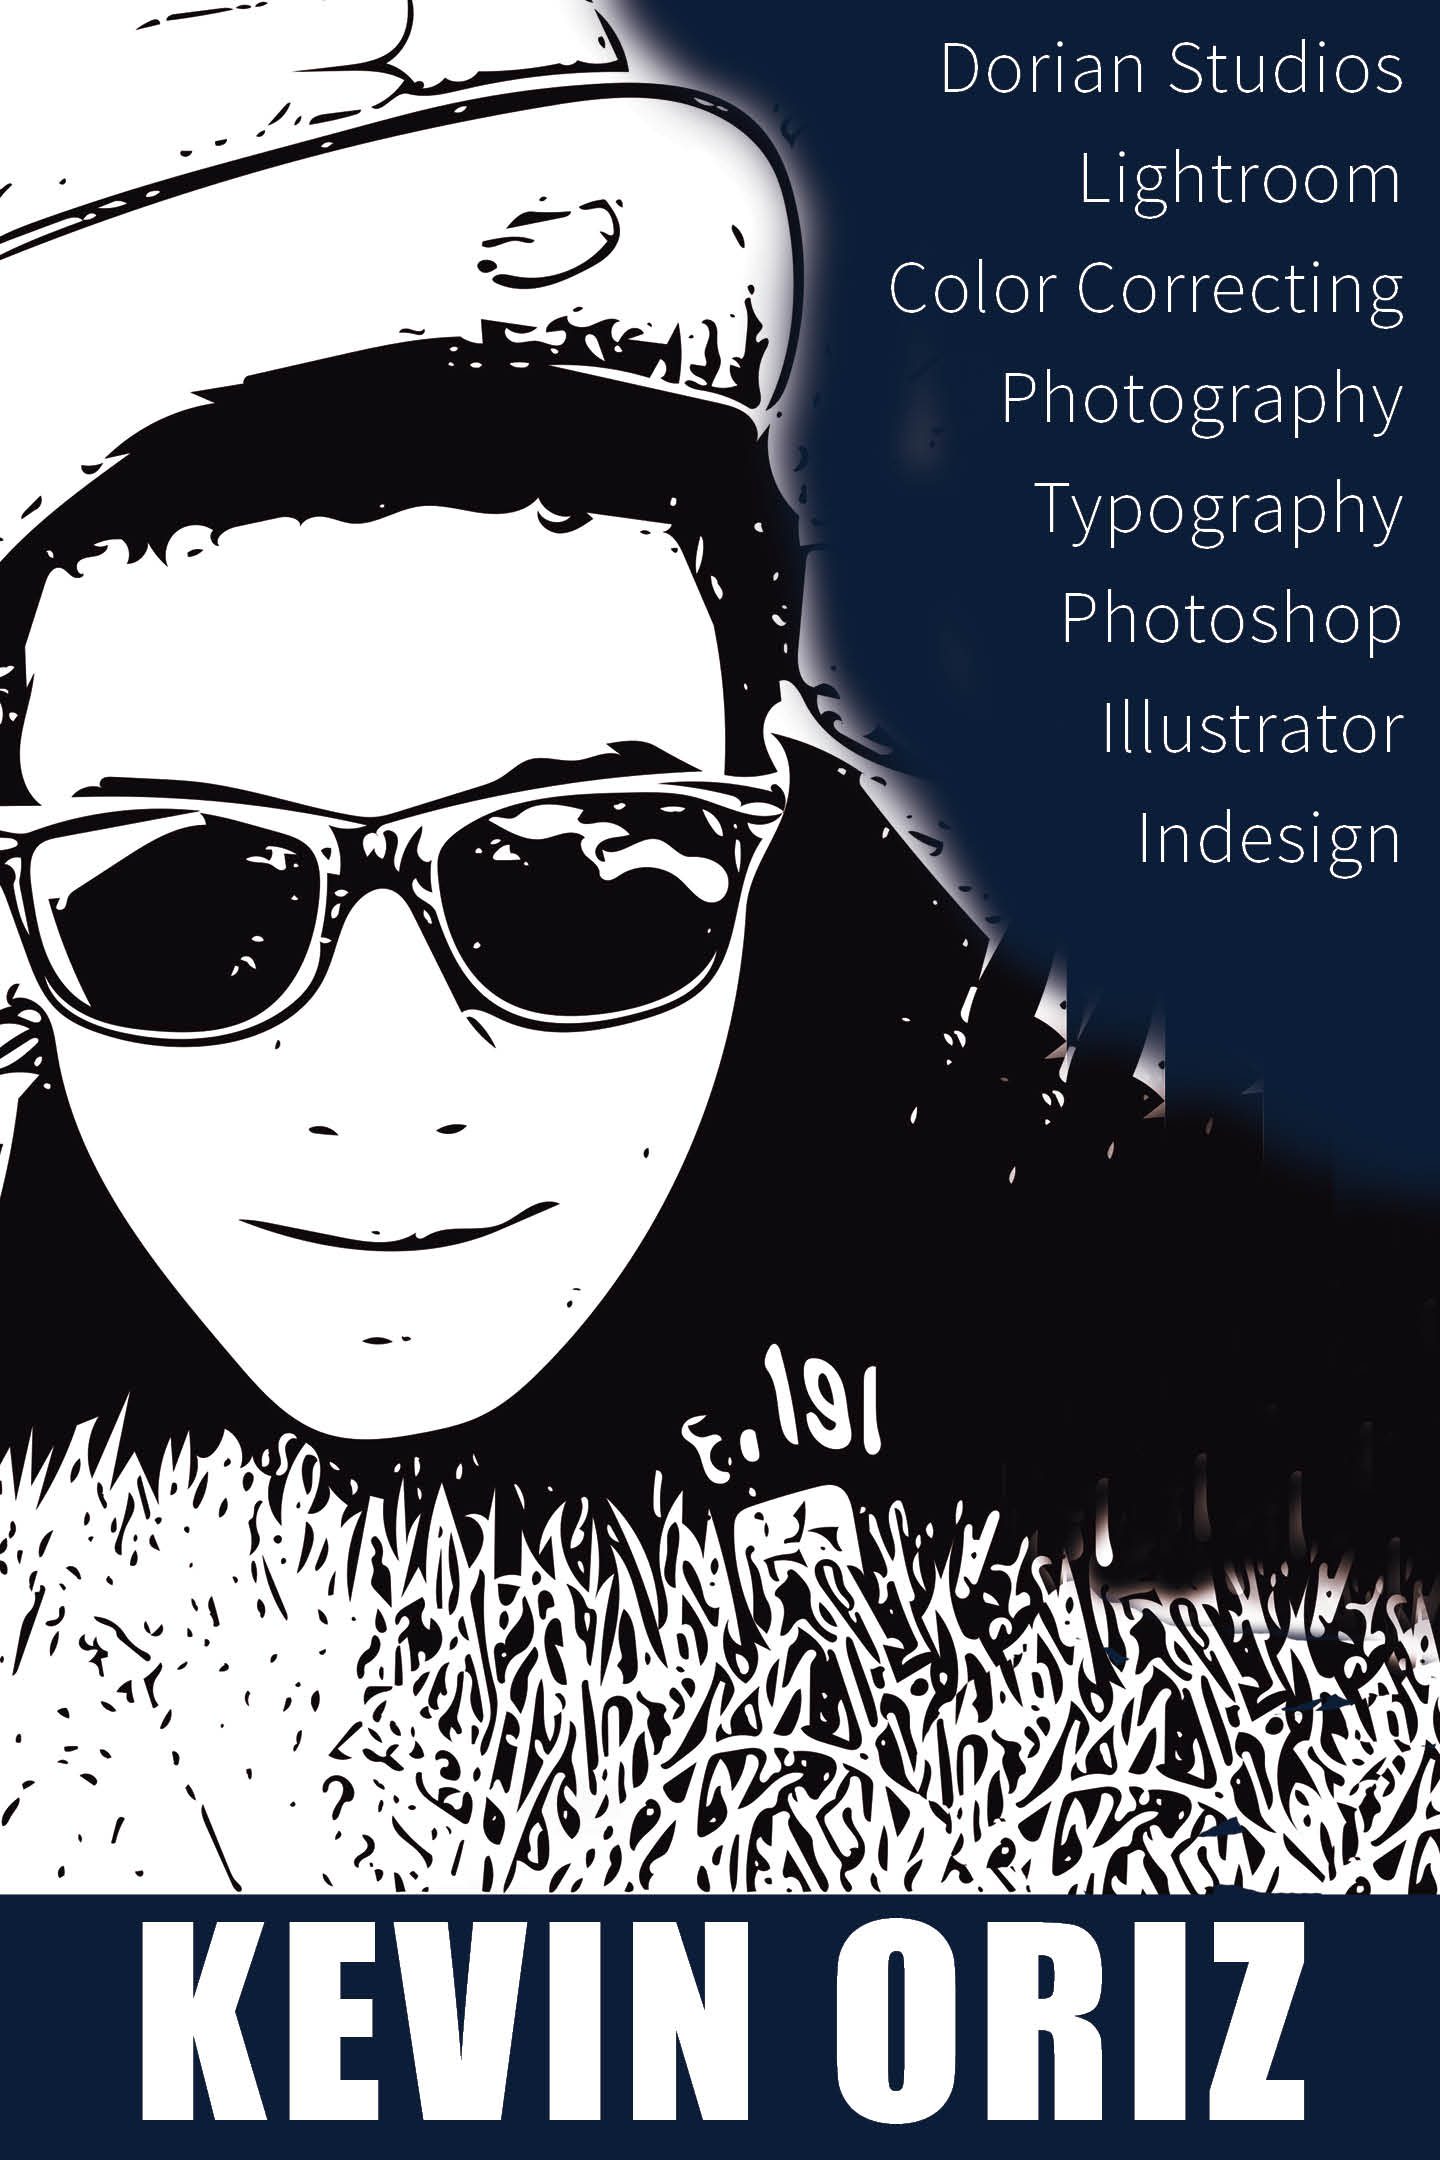 Dorian Studios
Lightroom
Color Correcting
Photography
Typography
Photoshop
Illustrator
Indesign
KEVIN ORIZ